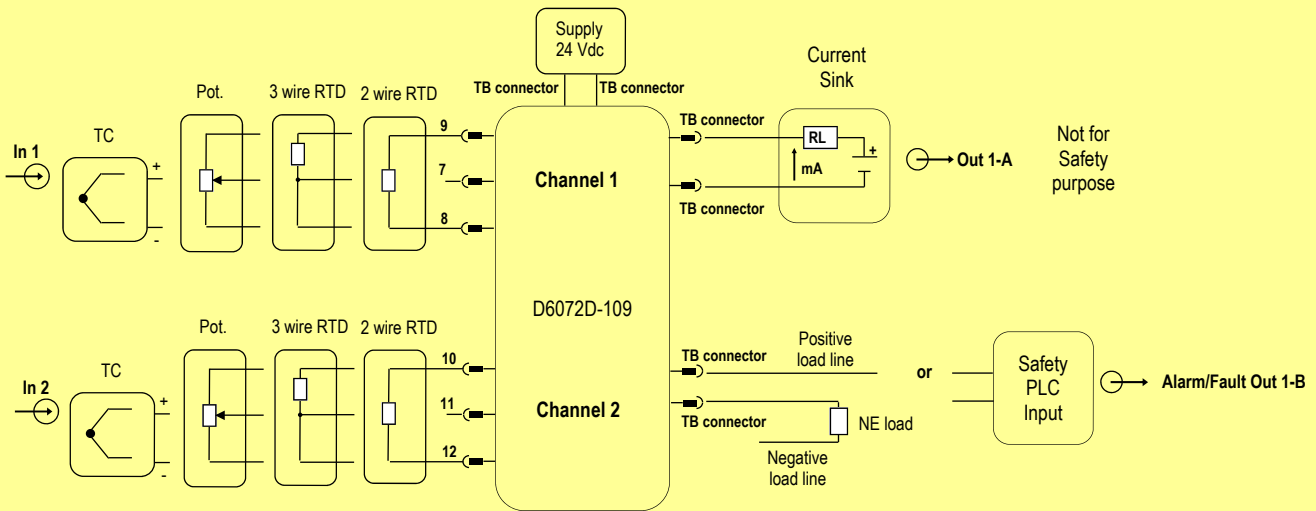 Supply
24 Vdc
TB connector
TB connector
Current
Sink
Pot.
3 wire RTD
2 wire RTD
TC
In 1
+
-
9
7
8
Channel 1
TB connector
RL
+
mA
TB connector
Out 1-A
Not for
Safety
purpose
D6072D-109
Pot.
3 wire RTD
2 wire RTD
TC
In 2
+
-
10
11
12
Channel 2
TB connector
Positive
load line
TB connector
NE load
Negative
load line
or
Safety
PLC
Input
Alarm/Fault Out 1-B